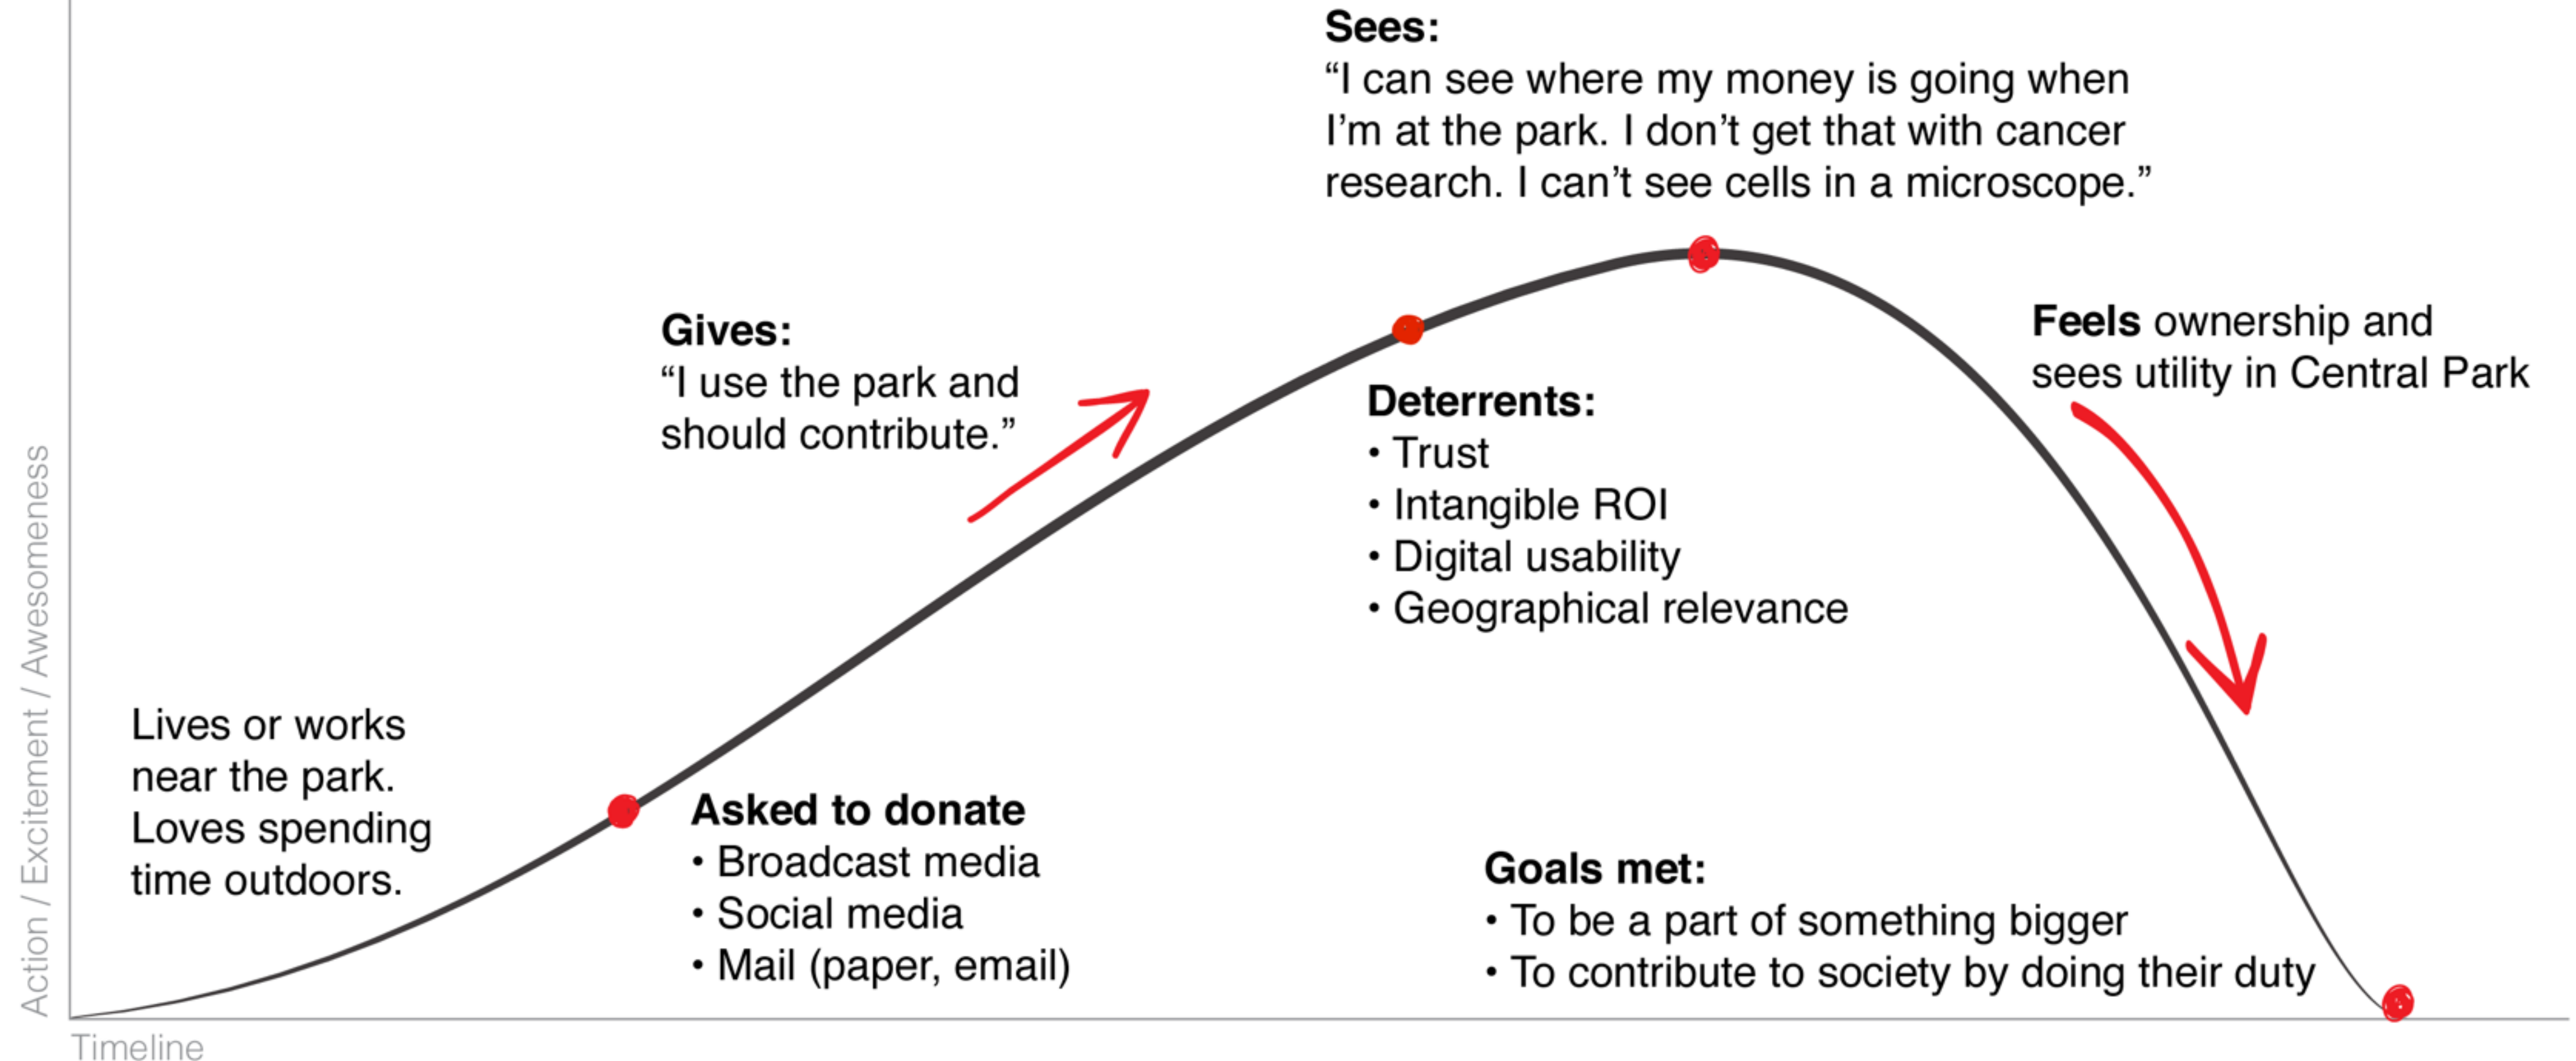 Sees:
“I can see where my money is going when
I’m at the park. I don’t get that with cancer
research. I can’t see cells in a microscope.”
Gives:
“I use the park and
should contribute.”
Feels ownership and
sees utility in Central Park
Deterrents:
• Trust
• Intangible ROI
• Digital usability
• Geographical relevance
Action / Excitement / Awesomeness
Lives or works
near the park.
Loves spending
time outdoors.
Asked to donate
• Broadcast media
• Social media
• Mail (paper, email)
Goals met:
• To be a part of something bigger
• To contribute to society by doing their duty
Timeline